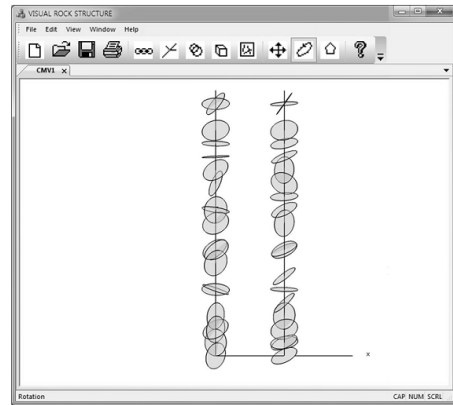 VISUAL ROCK STRUCTURE
File Edit View Window Help
CMV1 x
x
Rotation CAP NUM SCRL